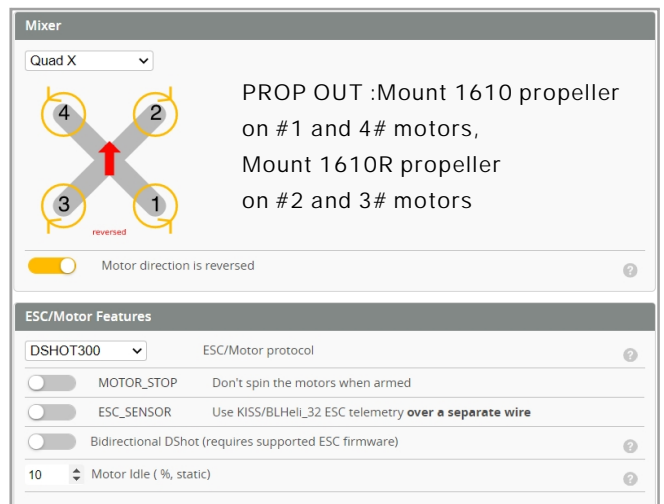 Mixer
Quad X
4
2
3
1
reversed
PROP OUT :Mount 1610 propeller
on #1 and 4# motors,
Mount 1610R propeller
on #2 and 3# motors
Motor direction is reversed
?
ESC/Motor Features
DSHOT300 ESC/Motor protocol ?
MOTOR_STOP Don't spin the motors when armed
ESC_SENSOR Use KISS/BLHeli_32 ESC telemetry over a separate wire
Bidirectional DShot (requires supported ESC firmware) ?
10 Motor Idle ( %, static) ?